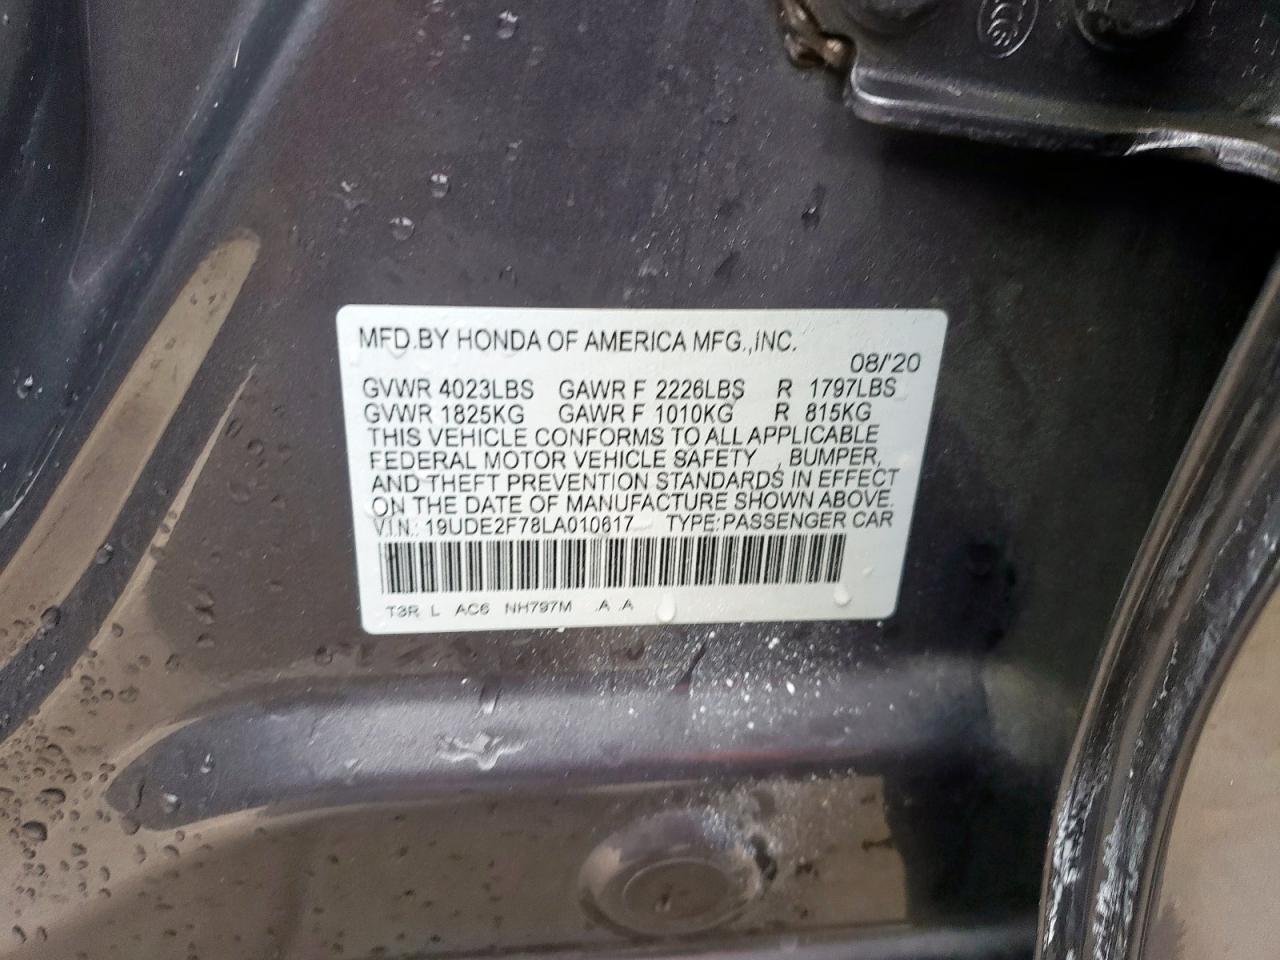 MFD.BY HONDA OF AMERICA MFG.,INC.
08/'20
GVWR 4023LBS GAWR F 2226LBS R 1797LBS
GVWR 1825KG GAWR F 1010KG R 815KG
THIS VEHICLE CONFORMS TO ALL APPLICABLE
FEDERAL MOTOR VEHICLE SAFETY , BUMPER,
AND THEFT PREVENTION STANDARDS IN EFFECT
ON THE DATE OF MANUFACTURE SHOWN ABOVE.
V.I.N.: 19UDE2F78LA010617 TYPE:PASSENGER CAR
T3R L AC6 NH797M .A .A